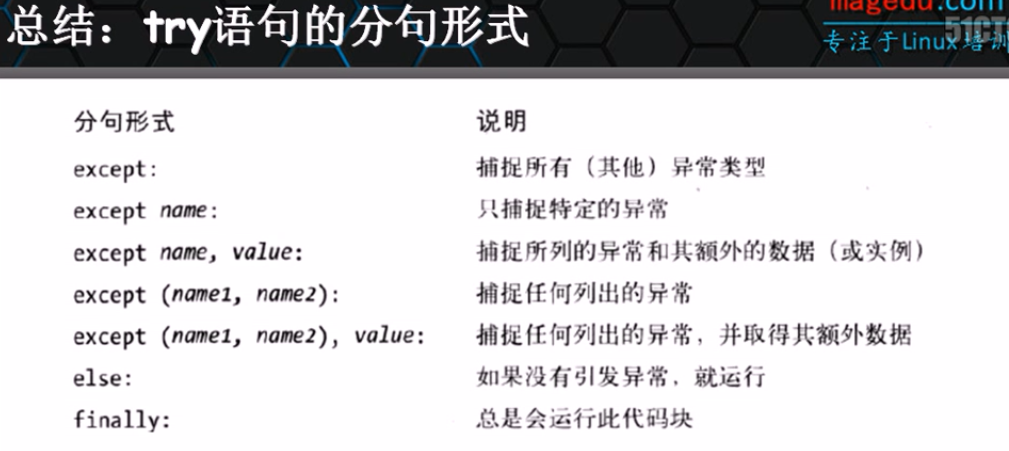 总结：try语句的分句形式
magedu.com
51CT
专注于Linux培训
分句形式 说明
except: 捕捉所有（其他）异常类型
except name: 只捕捉特定的异常
except name, value: 捕捉所列的异常和其额外的数据（或实例）
except (name1, name2): 捕捉任何列出的异常
except (name1, name2), value: 捕捉任何列出的异常，并取得其额外数据
else: 如果没有引发异常，就运行
finally: 总是会运行此代码块